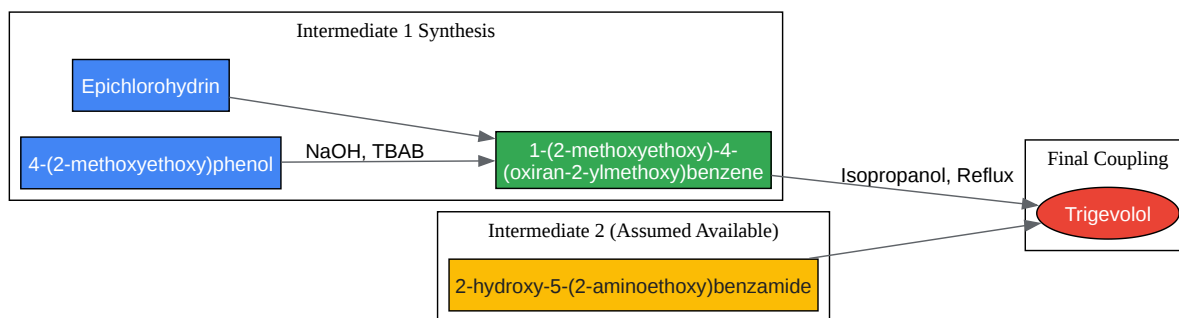 Intermediate 1 Synthesis
Epichlorohydrin
4-(2-methoxyethoxy)phenol
NaOH, TBAB
1-(2-methoxyethoxy)-4-
(oxiran-2-ylmethoxy)benzene
Isopropanol, Reflux
Final Coupling
Trigevolol
Intermediate 2 (Assumed Available)
2-hydroxy-5-(2-aminoethoxy)benzamide